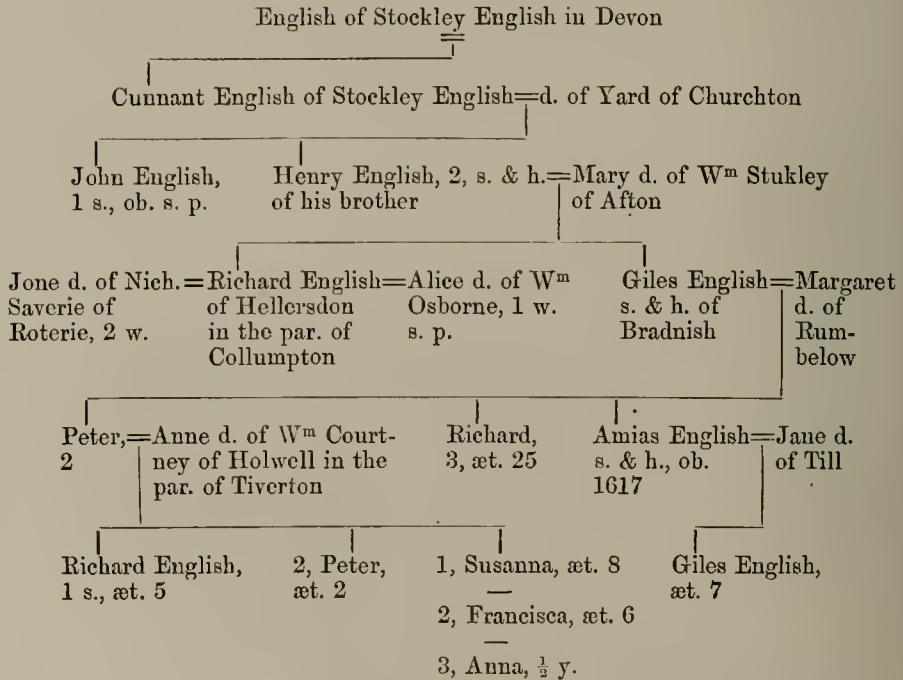 English of Stockley English in Devon
Cunnant English of Stockley English=d. of Yard of Churchton
John English,
1 s., ob. s. p.
Henry English, 2, s. & h.=Mary d. of Wm Stukley
of his brother
of Afton
Jone d. of Nich.=Richard English=Alice d. of Wm
Saverie of
Roterie, 2 w.
of Hellersdon
in the par. of
Collumpton
Osborne, 1 w.
s. p.
Giles English=Margaret
s. & h. of
Bradnish
d. of
Rum-
below
Peter,=Anne d. of Wm Court-
2
ney of Holwell in the
par. of Tiverton
Richard,
3, æt. 25
Amias English=Jane d.
s. & h., ob.
1617
of Till
Richard English,
1 s., æt. 5
2, Peter,
æt. 2
1, Susanna, æt. 8
2, Francisca, æt. 6
3, Anna, ½ y.
Giles English,
æt. 7